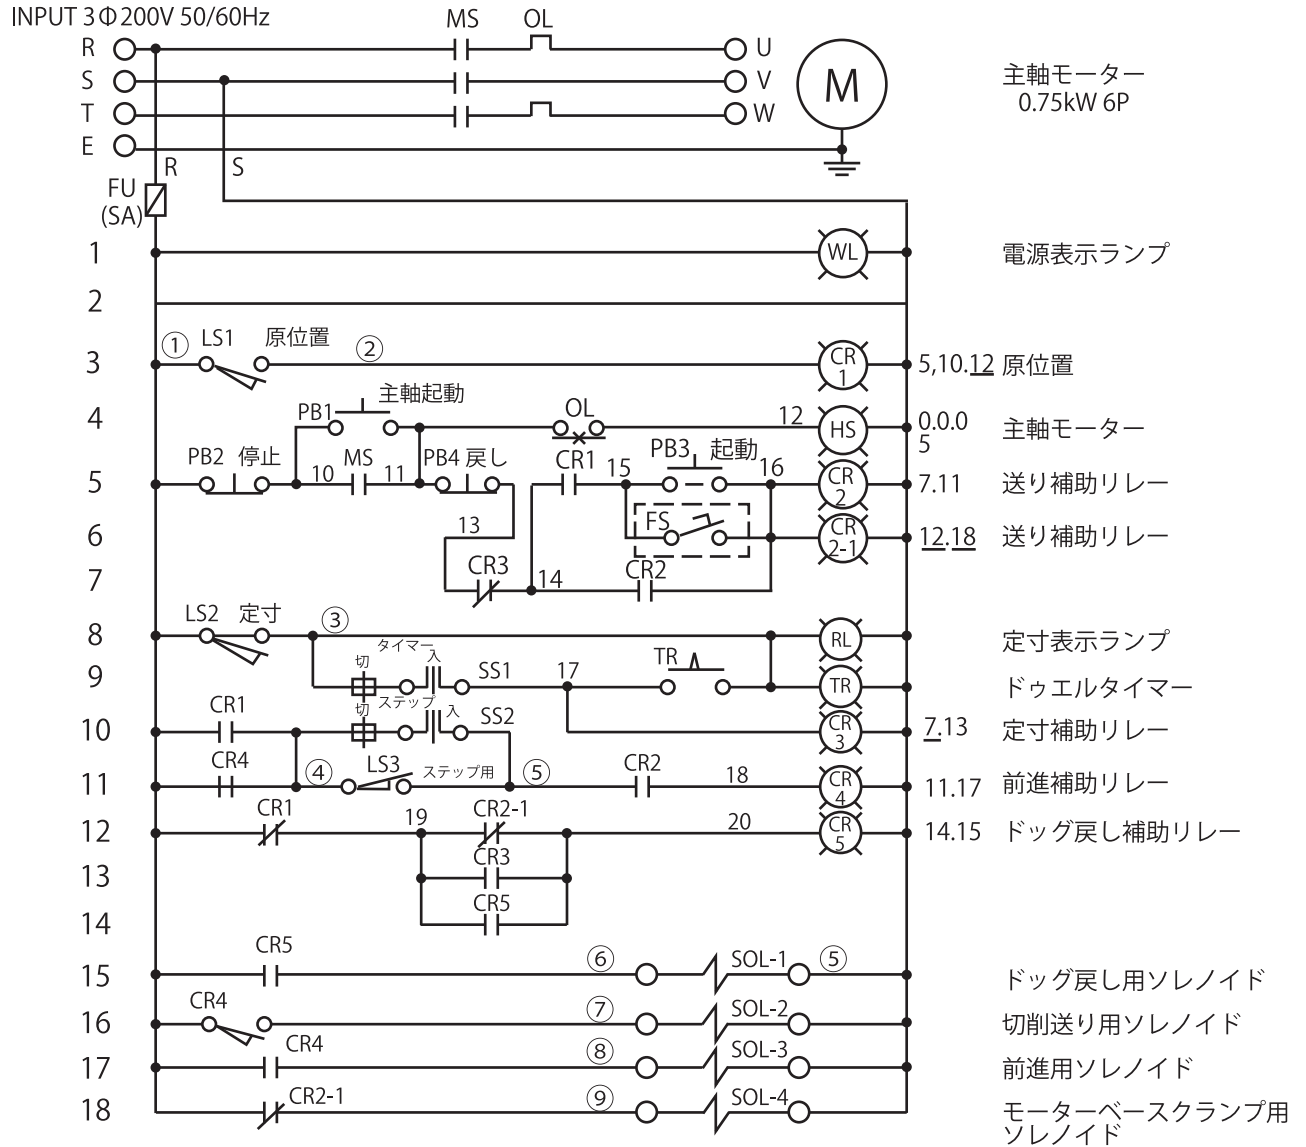 INPUT 3Φ200V 50/60Hz
MS OL
R U
S V
T W
E
M
主軸モーター
0.75kW 6P
R S
FU
(SA)
1 WL 電源表示ランプ
2
3 ① LS1 原位置 ② CR 1 5,10.12 原位置
4 PB1 主軸起動 OL 12 HS 0.0.0 主軸モーター
5
PB2 停止 10 MS 11 PB4 戻し CR1 15 PB3 起動 16
5 CR 2 7.11 送り補助リレー
13 FS
6 CR 2-1 12.18 送り補助リレー
7 CR3 14 CR2
8 LS2 定寸 ③ RL 定寸表示ランプ
9 切 タイマー 入 SS1 17 TR TR ドゥエルタイマー
10 CR1 切 ステップ 入 SS2 CR 3 7.13 定寸補助リレー
11 CR4 ④ LS3 ステップ用 ⑤ CR2 18 CR 4 11.17 前進補助リレー
12 CR1 19 CR2-1 20 CR 5 14.15 ドッグ戻し補助リレー
13 CR3
14 CR5
15 CR5 ⑥ SOL-1 ⑤ ドッグ戻し用ソレノイド
16 CR4 ⑦ SOL-2 切削送り用ソレノイド
17 CR4 ⑧ SOL-3 前進用ソレノイド
18 CR2-1 ⑨ SOL-4 モーターベースクランプ用
ソレノイド